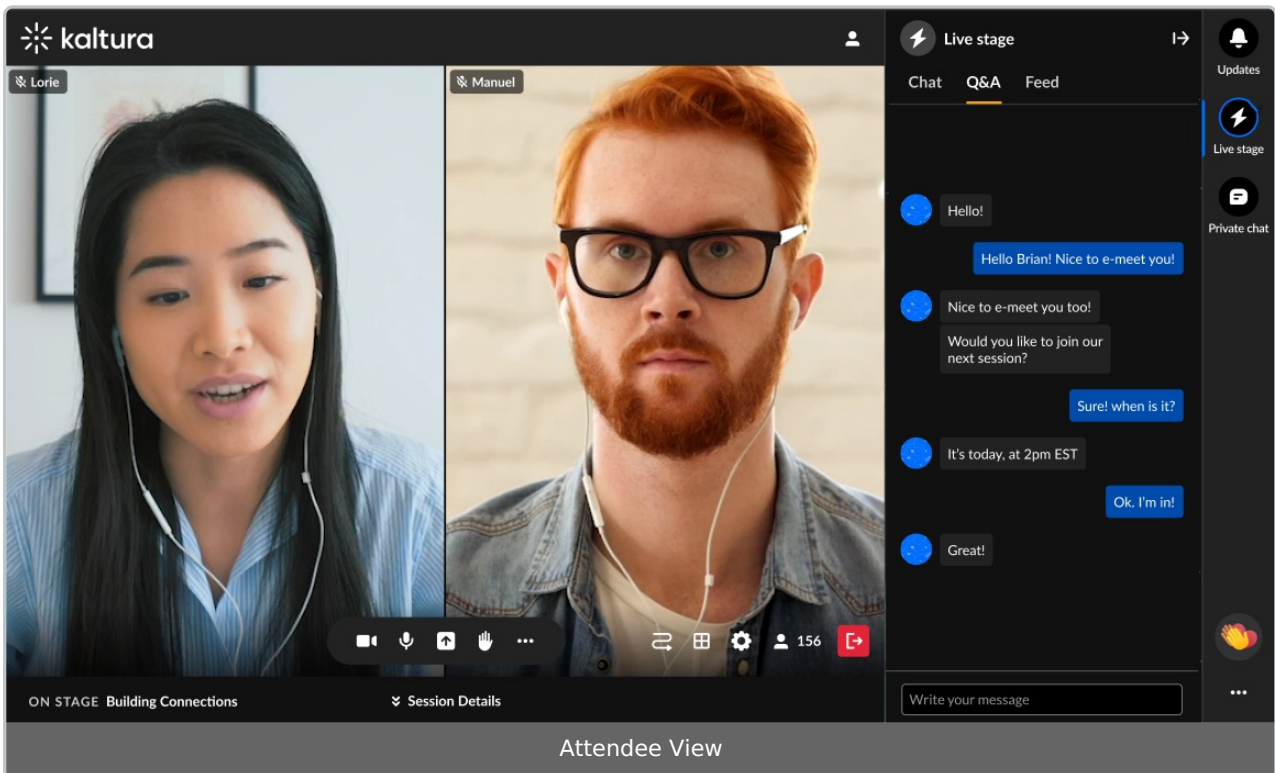 kaltura
Lorie
Manuel
156
ON STAGE Building Connections
Session Details
Live stage
Chat Q&A Feed
Hello!
Hello Brian! Nice to e-meet you!
Nice to e-meet you too!
Would you like to join our
next session?
Sure! when is it?
It's today, at 2pm EST
Ok. I'm in!
Great!
Write your message
Updates
Live stage
Private chat
Attendee View